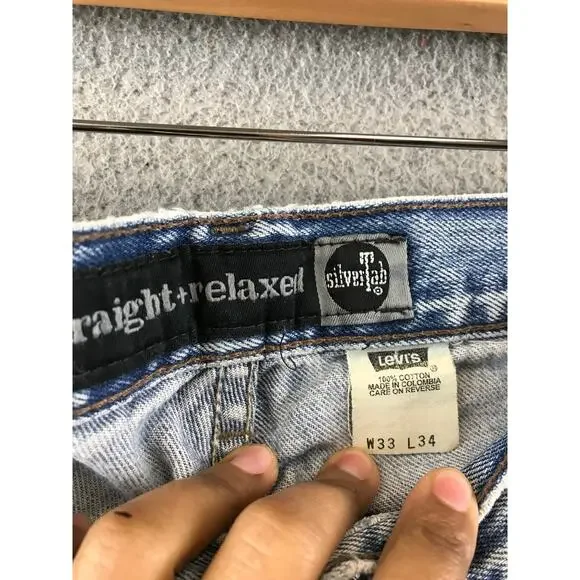 raight+relaxed
silverTab
®
LEVI'S
®
100% COTTON
MADE IN COLOMBIA
CARE ON REVERSE
W33 L34